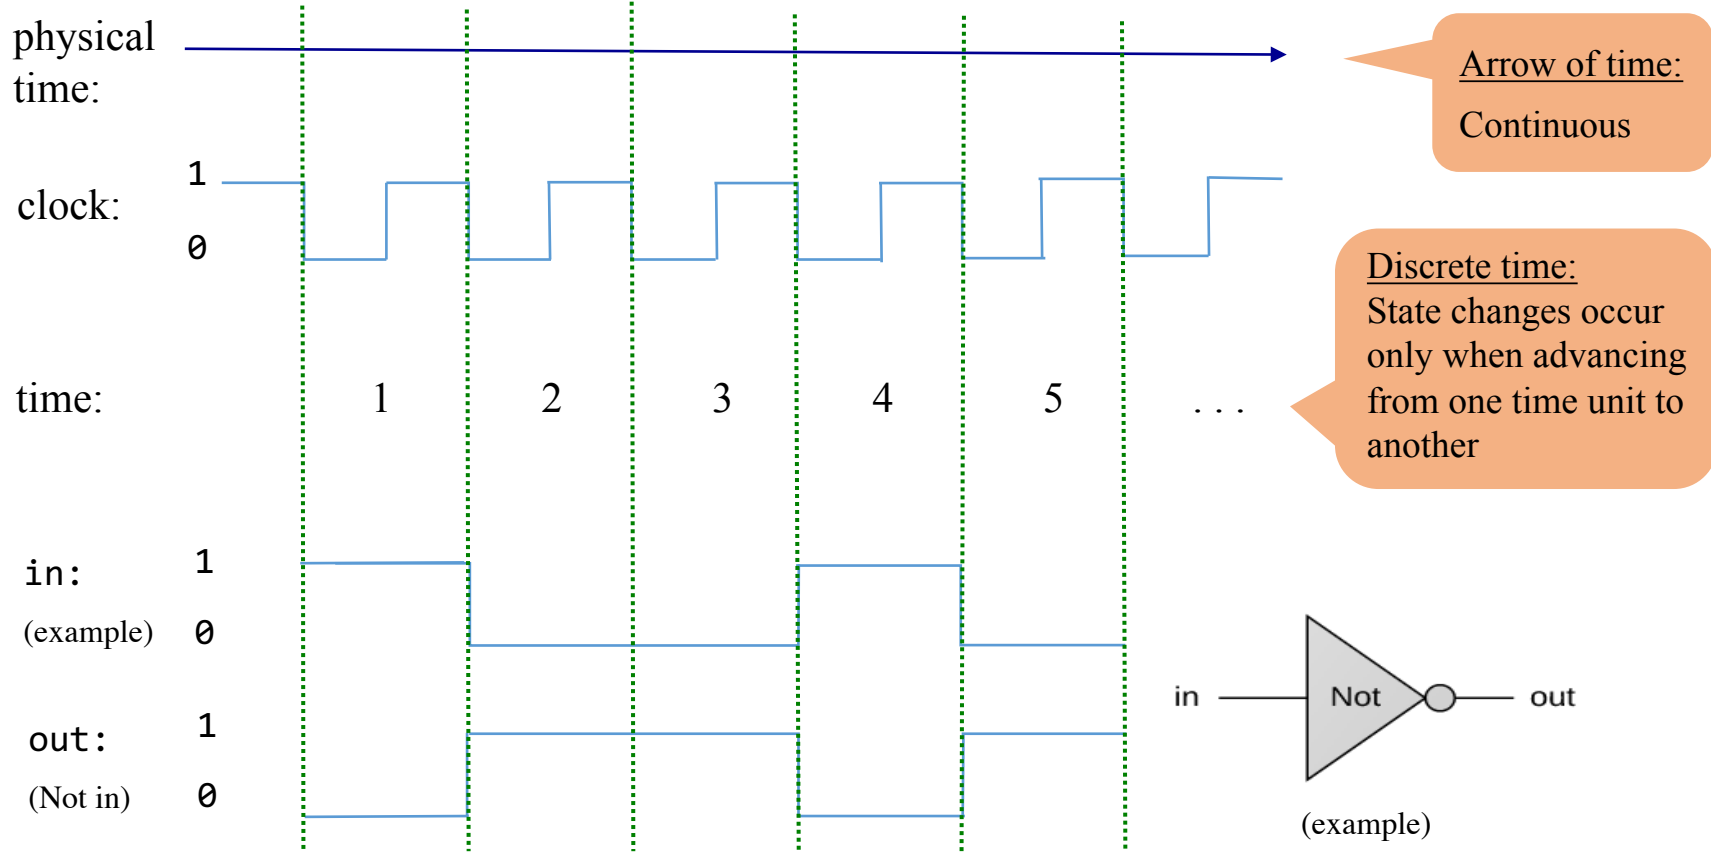 physical
time:
Arrow of time:
Continuous
1
clock:
0
Discrete time:
State changes occur
only when advancing
from one time unit to
another
time:
1 2 3 4 5 . . .
1
in:
(example) 0
in Not out
1
out:
(Not in) 0
(example)